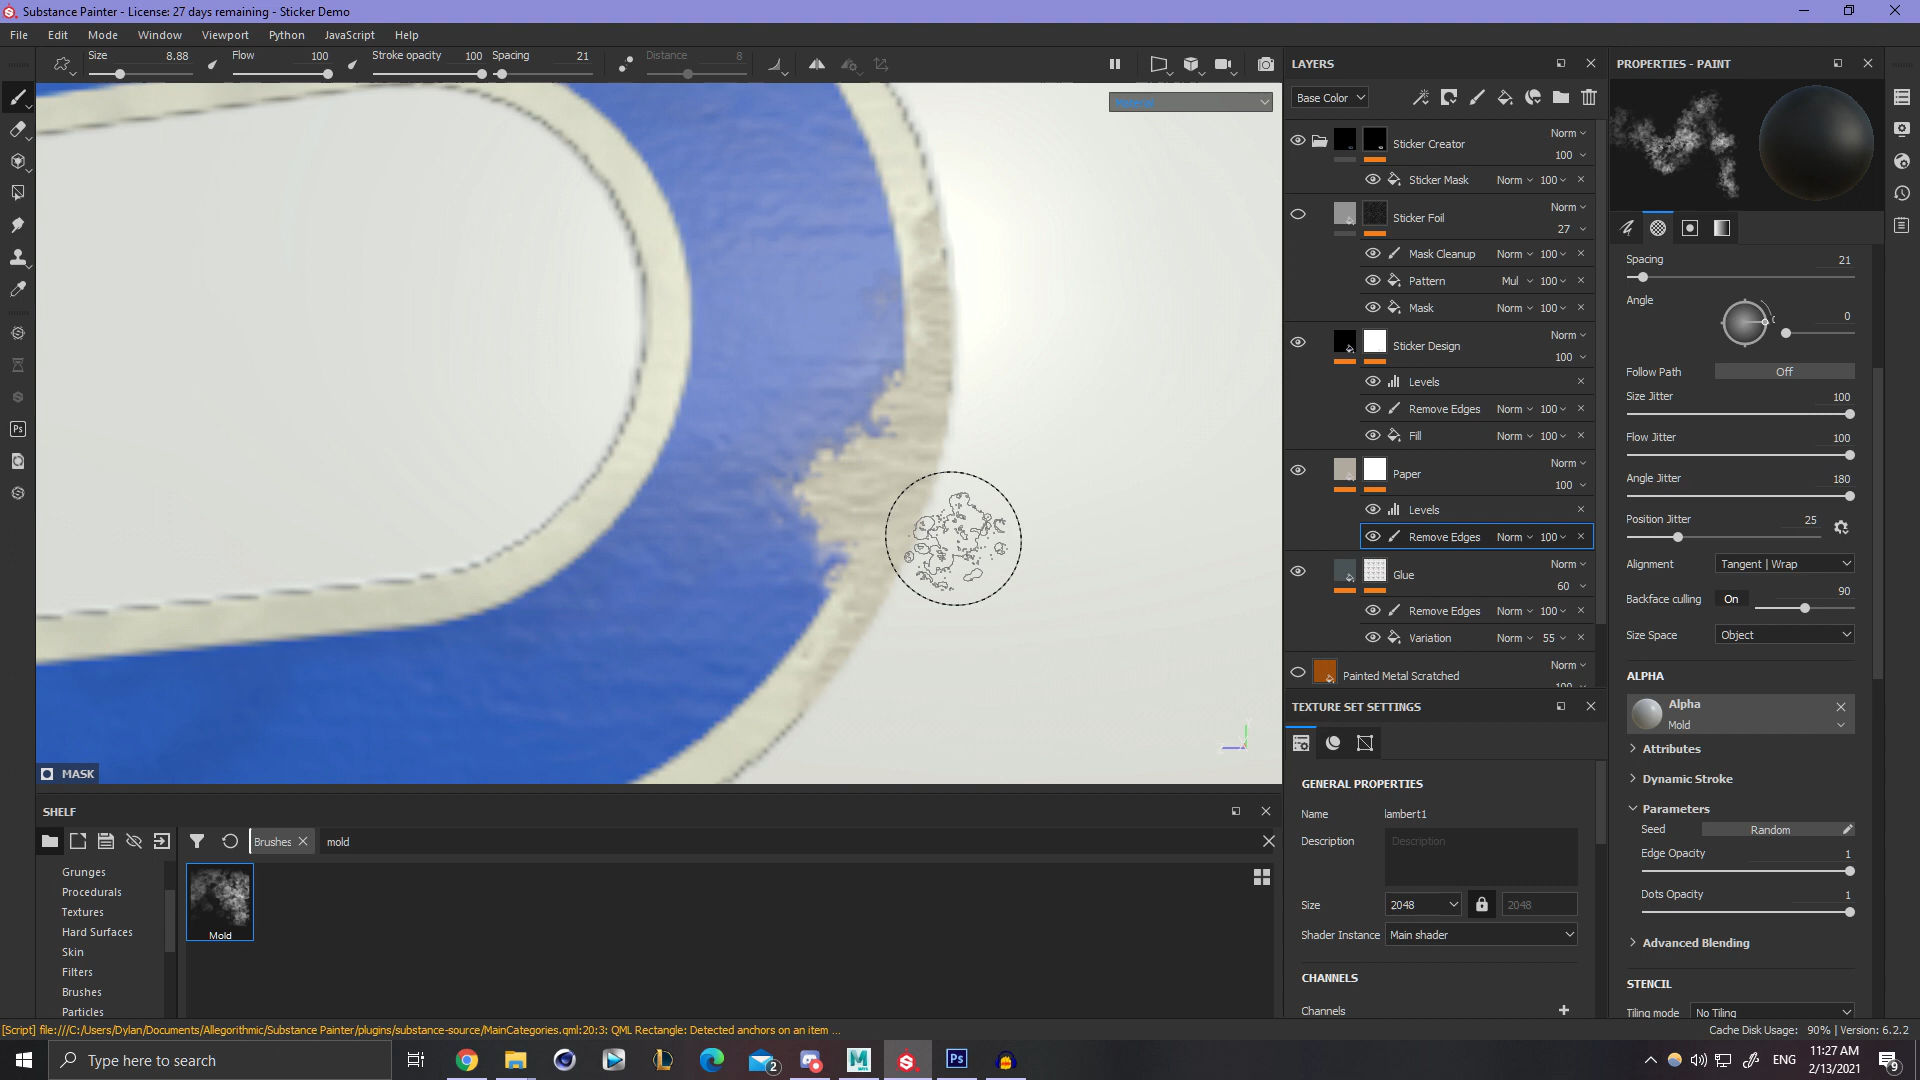 Substance Painter - License: 27 days remaining - Sticker Demo
File Edit Mode Window Viewport Python JavaScript Help
Size 8.88 Flow 100 Stroke opacity 100 Spacing 21 Distance 8
MASK
LAYERS
Base Color
Norm
Sticker Creator
100
Sticker Mask Norm 100
Norm
Sticker Foil
27
Mask Cleanup Norm 100
Pattern Mul 100
Mask Norm 100
Norm
Sticker Design
100
Levels
Remove Edges Norm 100
Fill Norm 100
Norm
Paper
100
Levels
Remove Edges Norm 100
Norm
Glue
60
Remove Edges Norm 100
Variation Norm 55
Norm
Painted Metal Scratched
100
TEXTURE SET SETTINGS
GENERAL PROPERTIES
Name lambert1
Description Description
Size 2048 2048
Shader Instance Main shader
CHANNELS
Channels +
PROPERTIES - PAINT
Spacing 21
Angle 0
Follow Path Off
Size Jitter 100
Flow Jitter 100
Angle Jitter 180
Position Jitter 25
Alignment Tangent | Wrap
Backface culling On 90
Size Space Object
ALPHA
Alpha
Mold
Attributes
Dynamic Stroke
Parameters
Seed Random
Edge Opacity 1
Dots Opacity 1
Advanced Blending
STENCIL
Tiling mode No Tiling
SHELF
Brushes mold
Grunges
Procedurals
Textures
Hard Surfaces
Skin
Filters
Brushes
Particles
Mold
[Script] file:///C:/Users/Dylan/Documents/Allegorithmic/Substance Painter/plugins/substance-source/MainCategories.qml:20:3: QML Rectangle: Detected anchors on an item ...
Cache Disk Usage: 90% | Version: 6.2.2
Type here to search
2
Ps
ENG
11:27 AM
2/13/2021
9